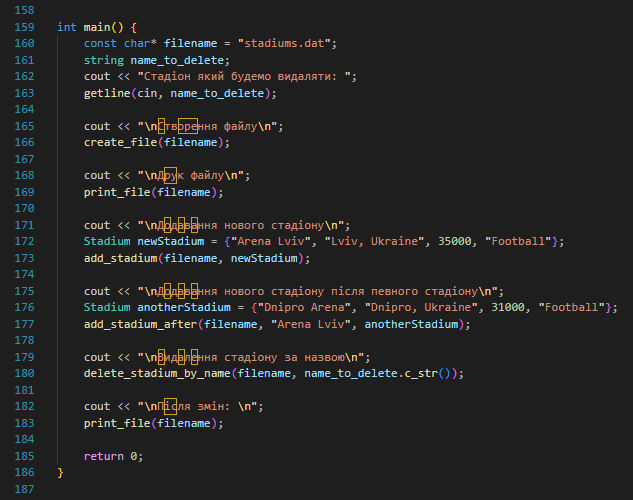 158
159 int main() {
160 const char* filename = "stadiums.dat";
161 string name_to_delete;
162 cout << "Стадіон який будемо видаляти: ";
163 getline(cin, name_to_delete);
164
165 cout << "\nСтворення файлу\n";
166 create_file(filename);
167
168 cout << "\nДрук файлу\n";
169 print_file(filename);
170
171 cout << "\nДодавання нового стадіону\n";
172 Stadium newStadium = {"Arena Lviv", "Lviv, Ukraine", 35000, "Football"};
173 add_stadium(filename, newStadium);
174
175 cout << "\nДодавання нового стадіону після певного стадіону\n";
176 Stadium anotherStadium = {"Dnipro Arena", "Dnipro, Ukraine", 31000, "Football"};
177 add_stadium_after(filename, "Arena Lviv", anotherStadium);
178
179 cout << "\nВидалення стадіону за назвою\n";
180 delete_stadium_by_name(filename, name_to_delete.c_str());
181
182 cout << "\nПісля змін: \n";
183 print_file(filename);
184
185 return 0;
186 }
187